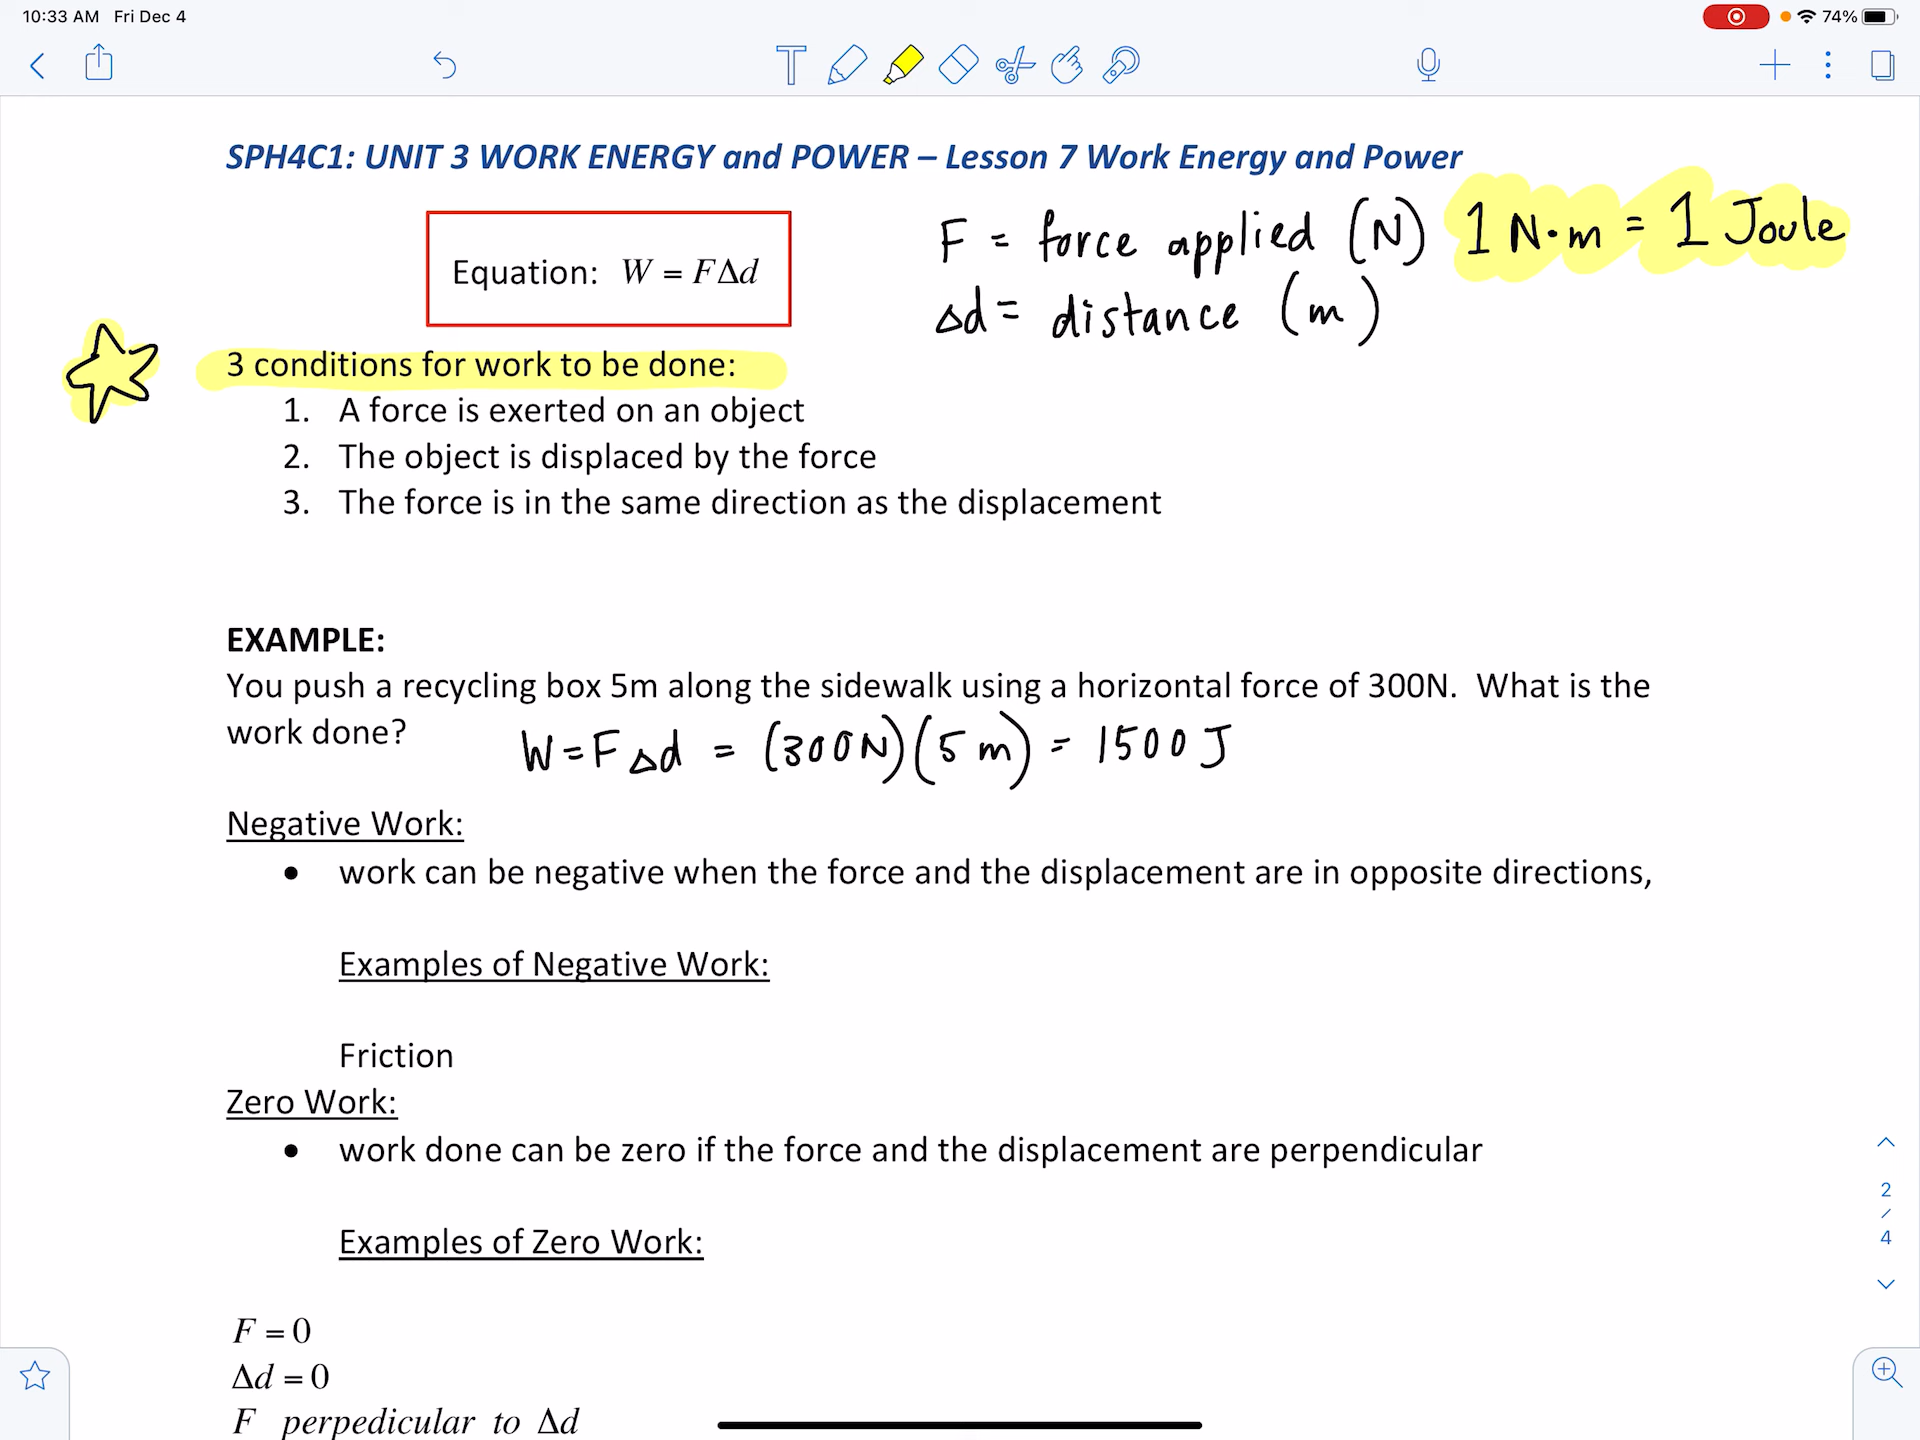 10:33 AM Fri Dec 4
74%
SPH4C1: UNIT 3 WORK ENERGY and POWER – Lesson 7 Work Energy and Power
Equation: W = FΔd
F = force applied (N) 1 N·m = 1 Joule
Δd = distance (m)
3 conditions for work to be done:
1. A force is exerted on an object
2. The object is displaced by the force
3. The force is in the same direction as the displacement
EXAMPLE:
You push a recycling box 5m along the sidewalk using a horizontal force of 300N. What is the
work done?
W = FΔd = (300N)(5 m) = 1500 J
Negative Work:
• work can be negative when the force and the displacement are in opposite directions,
Examples of Negative Work:
Friction
Zero Work:
• work done can be zero if the force and the displacement are perpendicular
Examples of Zero Work:
F = 0
Δd = 0
F perpedicular to Δd
2
/
4